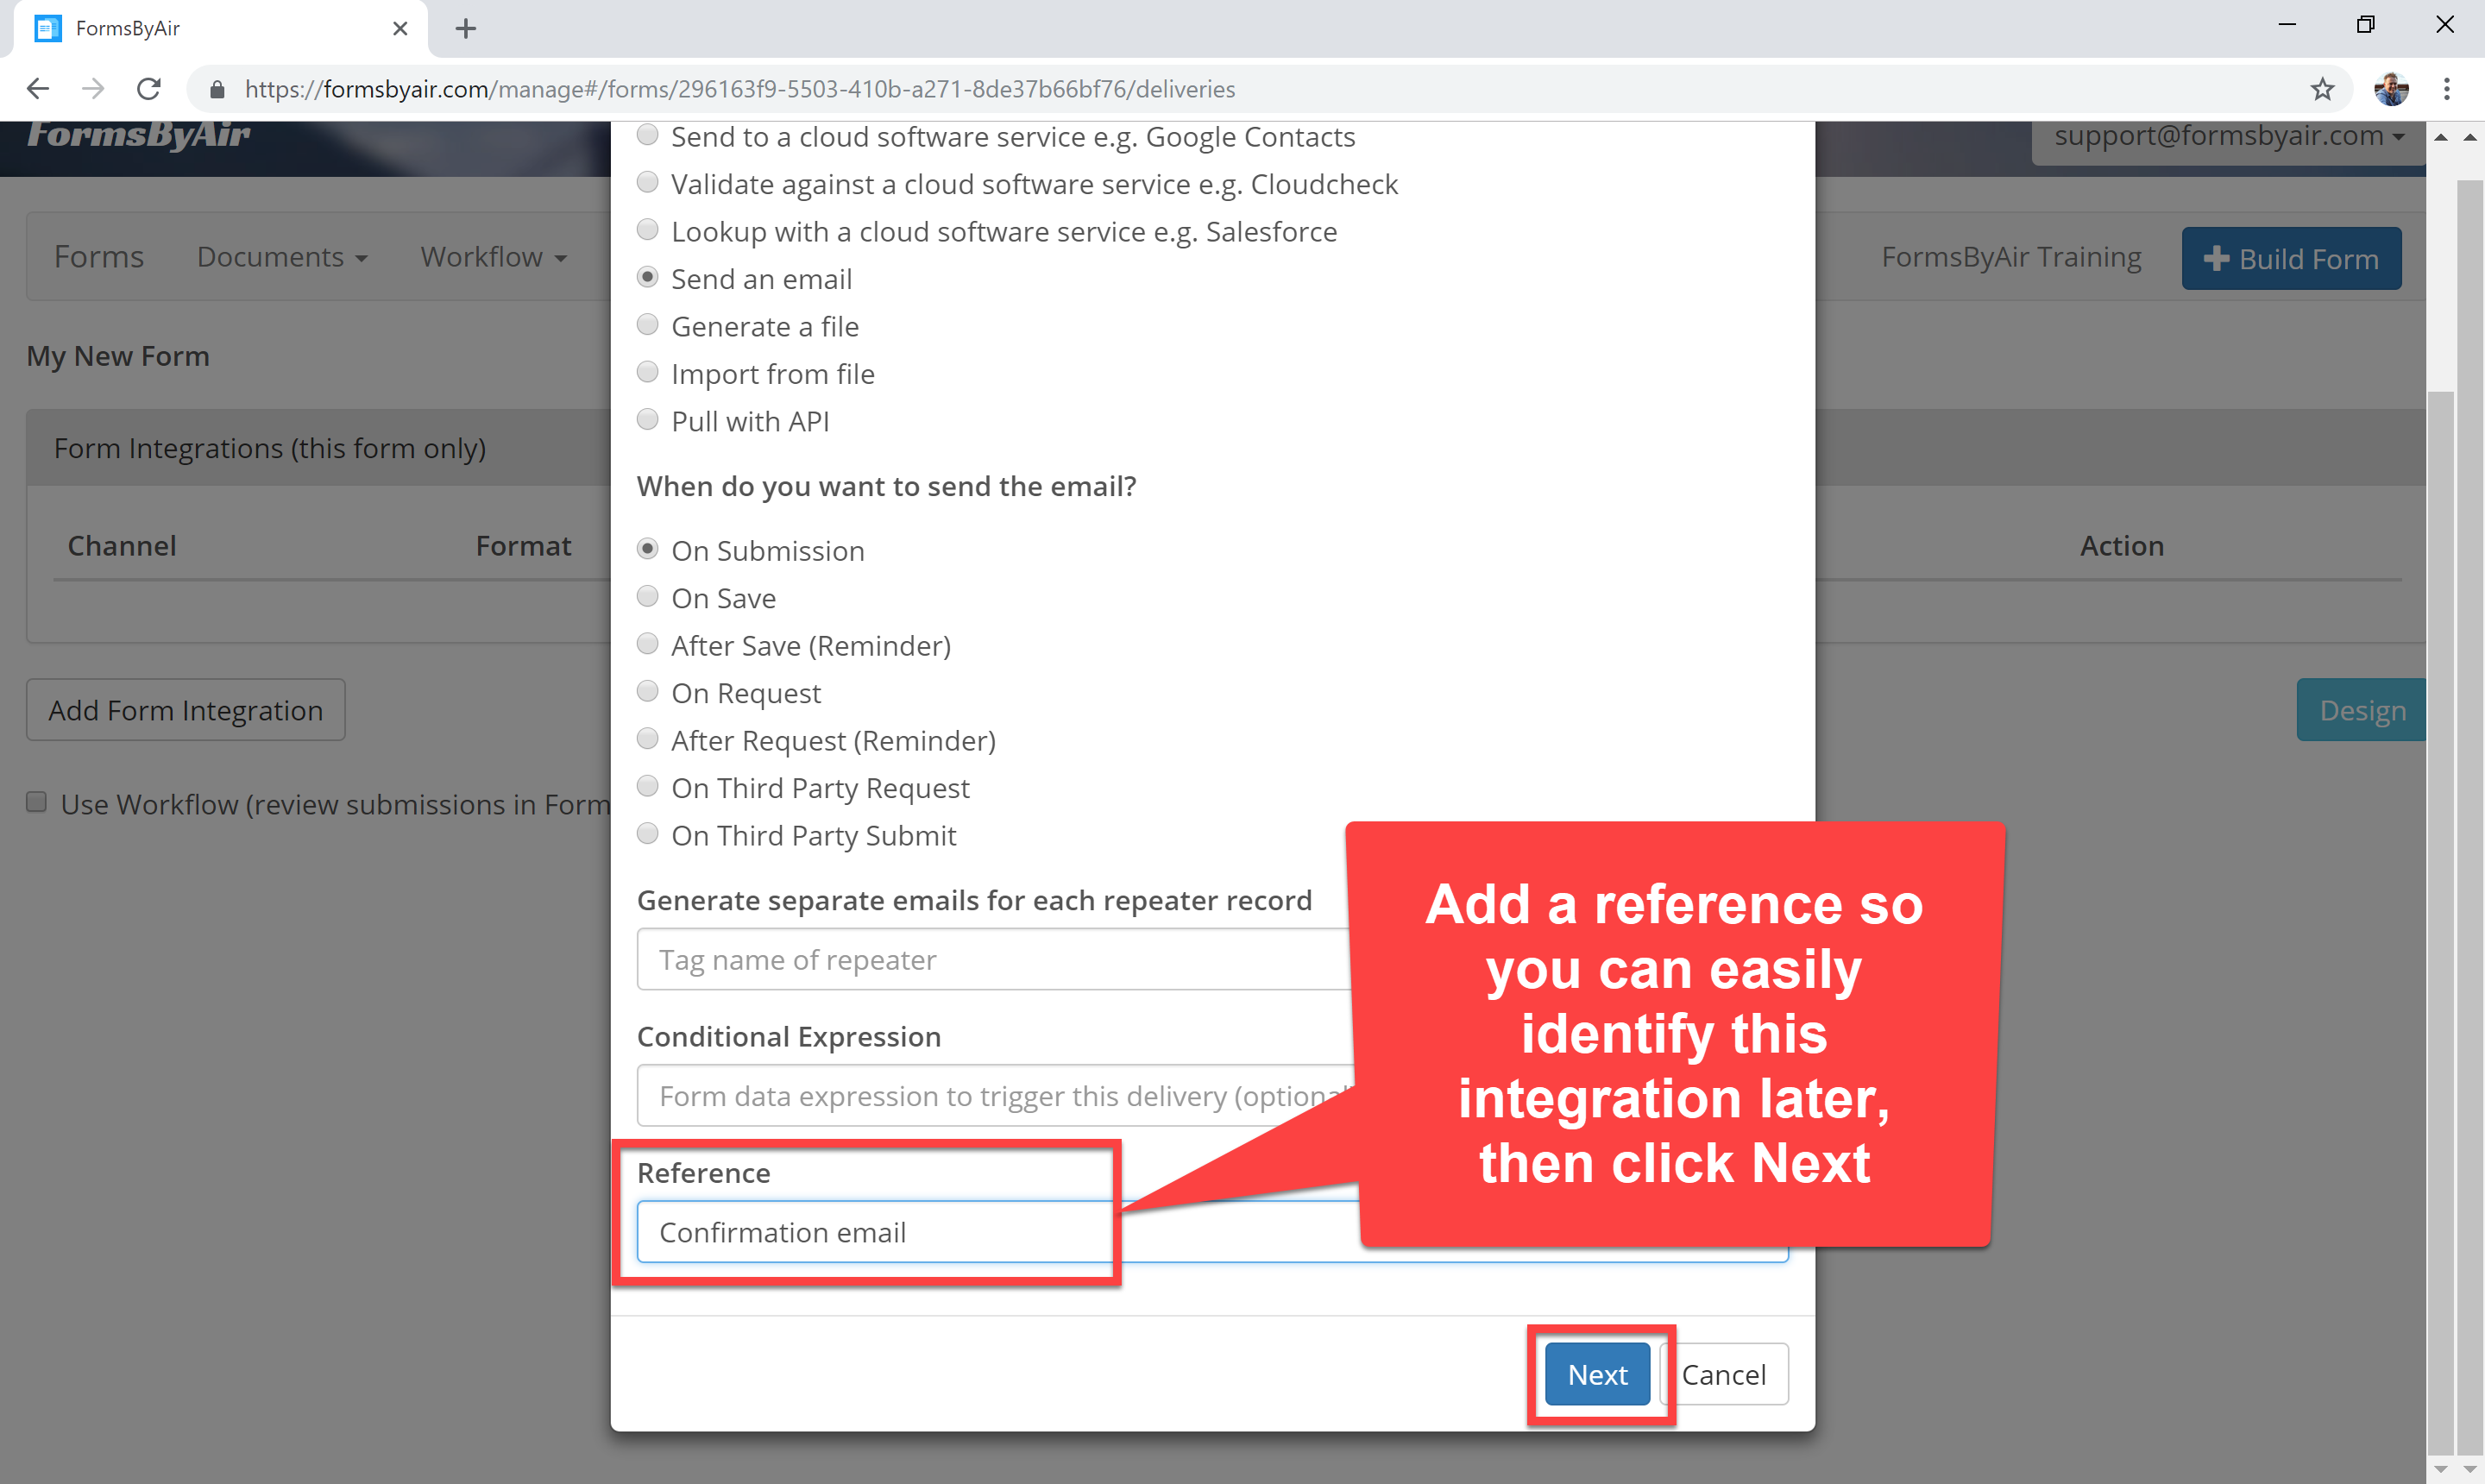 FormsByAir
https://formsbyair.com/manage#/forms/296163f9-5503-410b-a271-8de37b66bf76/deliveries
FormsByAir
support@formsbyair.com
Forms
Documents
Workflow
FormsByAir Training
Build Form
My New Form
Form Integrations (this form only)
Channel
Format
Action
Add Form Integration
Design
Use Workflow (review submissions in Form
Send to a cloud software service e.g. Google Contacts
Validate against a cloud software service e.g. Cloudcheck
Lookup with a cloud software service e.g. Salesforce
Send an email
Generate a file
Import from file
Pull with API
When do you want to send the email?
On Submission
On Save
After Save (Reminder)
On Request
After Request (Reminder)
On Third Party Request
On Third Party Submit
Generate separate emails for each repeater record
Tag name of repeater
Conditional Expression
Form data expression to trigger this delivery (optional
Reference
Confirmation email
Add a reference so
you can easily
identify this
integration later,
then click Next
Next
Cancel